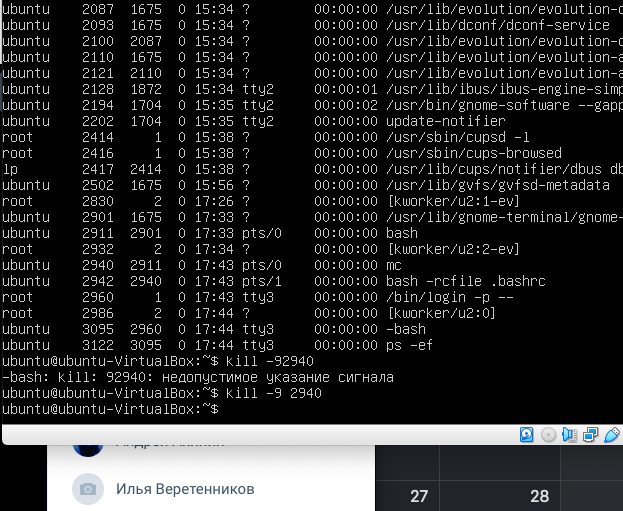 ubuntu 2087 1675 0 15:34 ? 00:00:00 /usr/lib/evolution/evolution-c
ubuntu 2093 1675 0 15:34 ? 00:00:00 /usr/lib/dconf/dconf-service
ubuntu 2100 2087 0 15:34 ? 00:00:00 /usr/lib/evolution/evolution-c
ubuntu 2110 1675 0 15:34 ? 00:00:00 /usr/lib/evolution/evolution-a
ubuntu 2121 2110 0 15:34 ? 00:00:00 /usr/lib/evolution/evolution-a
ubuntu 2128 1872 0 15:34 tty2 00:00:01 /usr/lib/ibus/ibus-engine-simp
ubuntu 2194 1704 0 15:35 tty2 00:00:02 /usr/bin/gnome-software --gapp
ubuntu 2202 1704 0 15:35 tty2 00:00:00 update-notifier
root 2414 1 0 15:38 ? 00:00:00 /usr/sbin/cupsd -l
root 2416 1 0 15:38 ? 00:00:00 /usr/sbin/cups-browsed
lp 2417 2414 0 15:38 ? 00:00:00 /usr/lib/cups/notifier/dbus db
ubuntu 2502 1675 0 15:56 ? 00:00:00 /usr/lib/gvfs/gvfsd-metadata
root 2830 2 0 17:26 ? 00:00:00 [kworker/u2:1-ev]
ubuntu 2901 1675 0 17:33 ? 00:00:00 /usr/lib/gnome-terminal/gnome-
ubuntu 2911 2901 0 17:33 pts/0 00:00:00 bash
root 2932 2 0 17:34 ? 00:00:00 [kworker/u2:2-ev]
ubuntu 2940 2911 0 17:43 pts/0 00:00:00 mc
ubuntu 2942 2940 0 17:43 pts/1 00:00:00 bash -rcfile .bashrc
root 2960 1 0 17:43 tty3 00:00:00 /bin/login -p --
root 2986 2 0 17:44 ? 00:00:00 [kworker/u2:0]
ubuntu 3095 2960 0 17:44 tty3 00:00:00 -bash
ubuntu 3122 3095 0 17:44 tty3 00:00:00 ps -ef
ubuntu@ubuntu-VirtualBox:~$ kill -92940
-bash: kill: 92940: недопустимое указание сигнала
ubuntu@ubuntu-VirtualBox:~$ kill -9 2940
ubuntu@ubuntu-VirtualBox:~$
Илья Веретенников
27 28